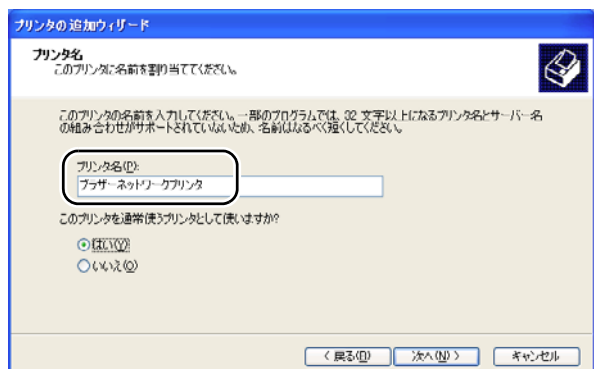 プリンタの追加ウィザード
プリンタ名
このプリンタに名前を割り当ててください。
このプリンタの名前を入力してください。一部のプログラムでは、32 文字以上になるプリンタ名とサーバー名
の組み合わせがサポートされていないため、名前はなるべく短くしてください。
プリンタ名(P):
ブラザーネットワークプリンタ
このプリンタを通常使うプリンタとして使いますか?
はい(Y)
いいえ(O)
< 戻る(B)
次へ(N) >
キャンセル